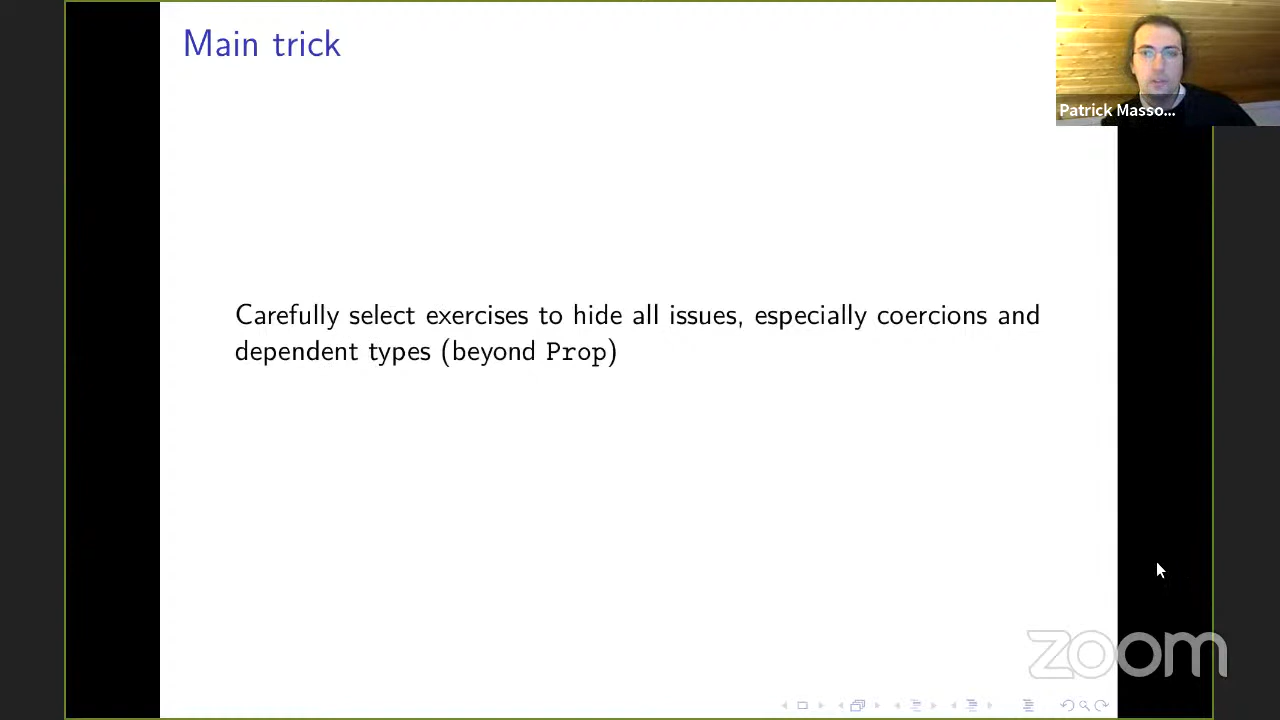 Main trick
Patrick Masso...
Carefully select exercises to hide all issues, especially coercions and
dependent types (beyond Prop)
zoom